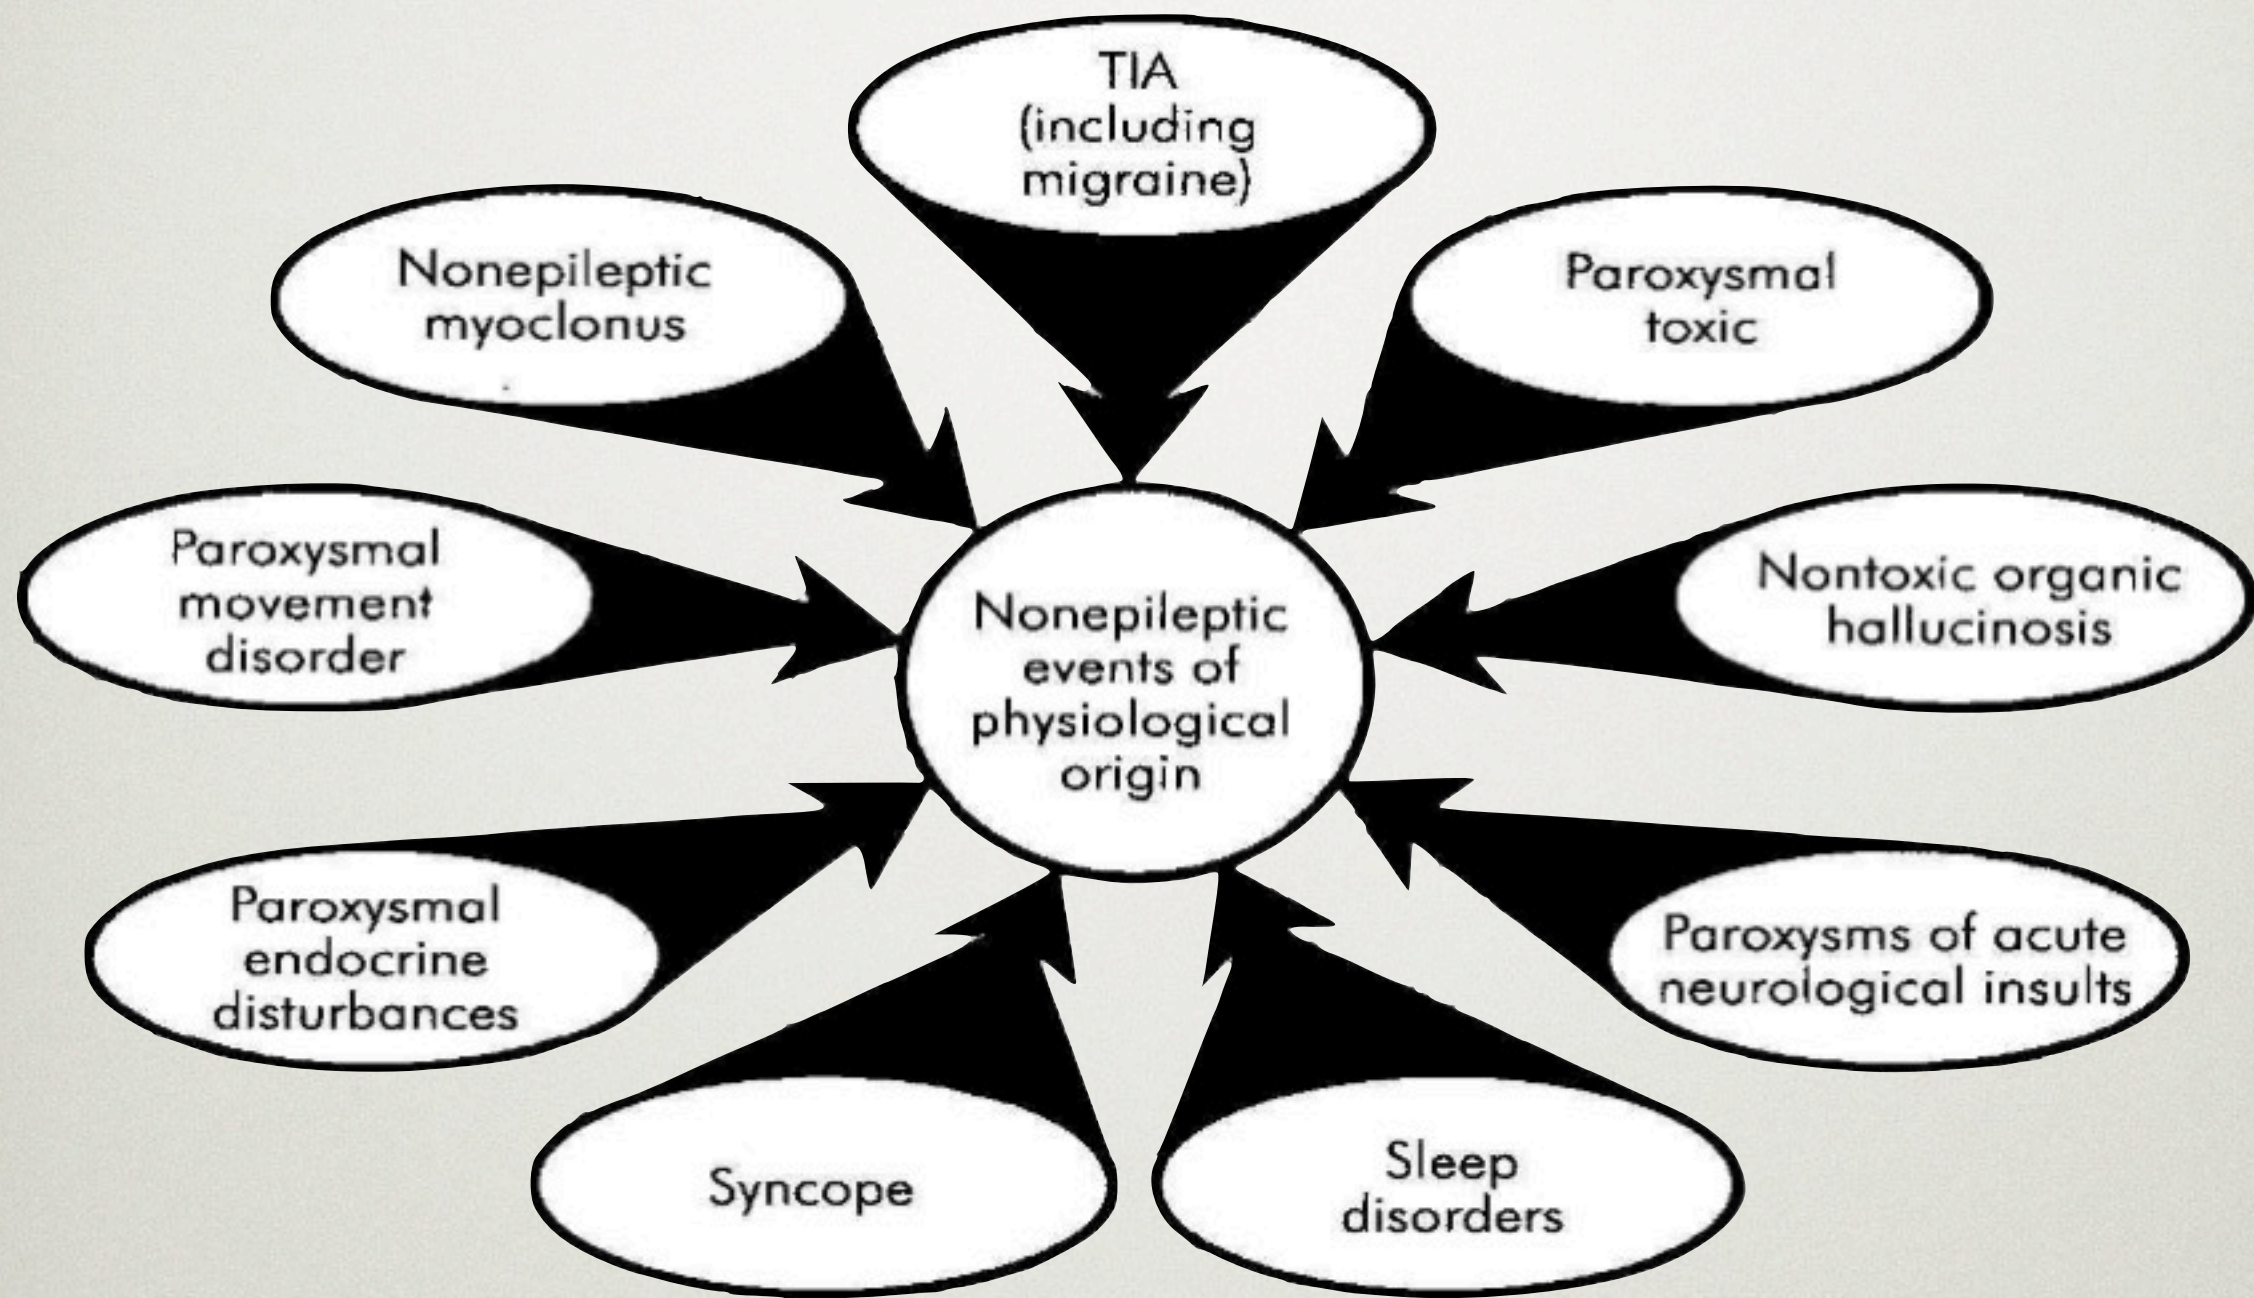 TIA
(including
migraine)
Nonepileptic
myoclonus
Paroxysmal
toxic
Paroxysmal
movement
disorder
Nontoxic organic
hallucinosis
Nonepileptic
events of
physiological
origin
Paroxysmal
endocrine
disturbances
Paroxysms of acute
neurological insults
Syncope
Sleep
disorders